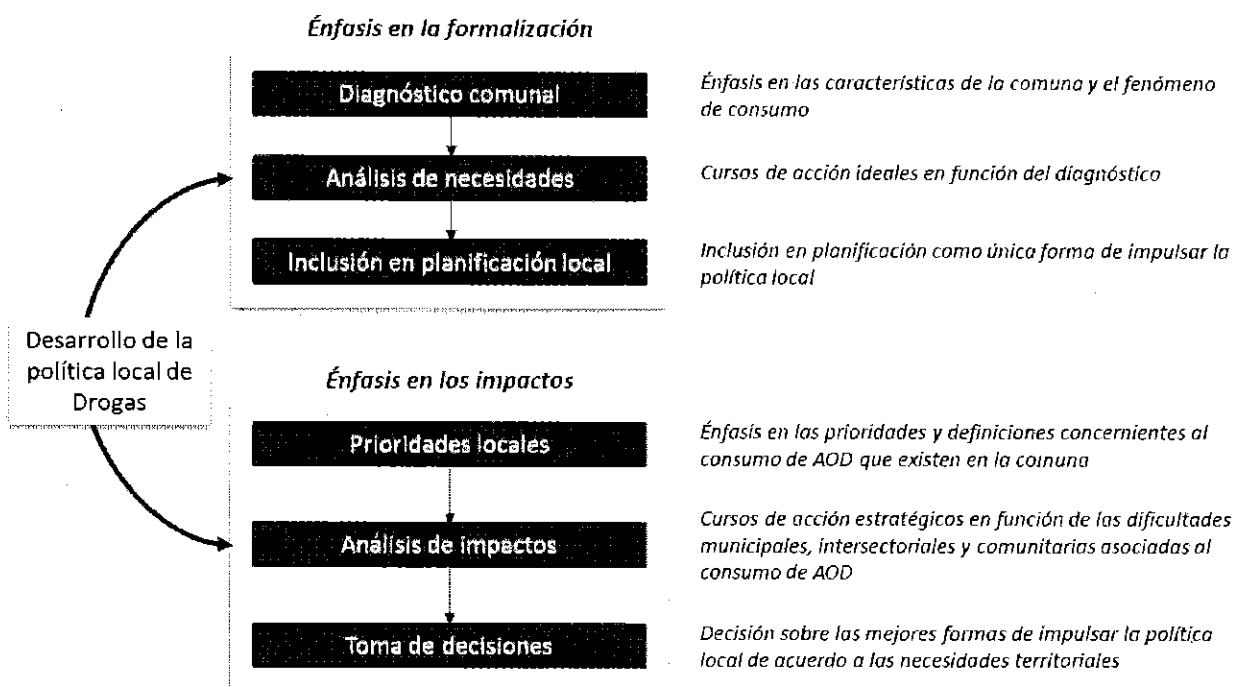 Énfasis en la formalización
Diagnóstico comunal
Énfasis en las características de la comuna y el fenómeno
de consumo
Análisis de necesidades
Cursos de acción ideales en función del diagnóstico
Inclusión en planificación local
Inclusión en planificación como única forma de impulsar la
política local
Desarrollo de la
política local de
Drogas
Énfasis en los impactos
Prioridades locales
Énfasis en las prioridades y definiciones concernientes al
consumo de AOD que existen en la comuna
Análisis de impactos
Cursos de acción estratégicos en función de las dificultades
municipales, intersectoriales y comunitarias asociadas al
consumo de AOD
Toma de decisiones
Decisión sobre las mejores formas de impulsar la política
local de acuerdo a las necesidades territoriales